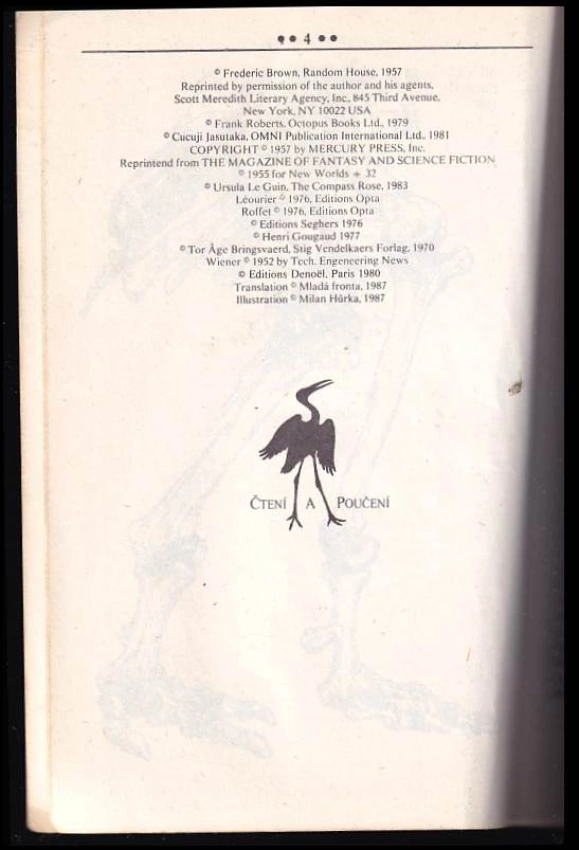 •• 4 ••
© Frederic Brown, Random House, 1957
Reprinted by permission of the author and his agents,
Scott Meredith Literary Agency, Inc. 845 Third Avenue,
New York, NY 10022 USA
© Frank Roberts, Octopus Books Ltd., 1979
© Cucuji Jasutaka, OMNI Publication International Ltd., 1981
COPYRIGHT © 1957 by MERCURY PRESS, Inc.
Reprintend from THE MAGAZINE OF FANTASY AND SCIENCE FICTION
© 1955 for New Worlds + 32
© Ursula Le Guin, The Compass Rose, 1983
Léourier © 1976, Editions Opta
Roffet © 1976, Editions Opta
© Editions Seghers 1976
© Henri Gougaud 1977
© Tor Åge Bringsvaerd, Stig Vendelkaers Forlag, 1970
Wiener © 1952 by Tech. Engeneering News
© Editions Denoël, Paris 1980
Translation © Mladá fronta, 1987
Illustration © Milan Hůrka, 1987
ČTENÍ A POUČENÍ